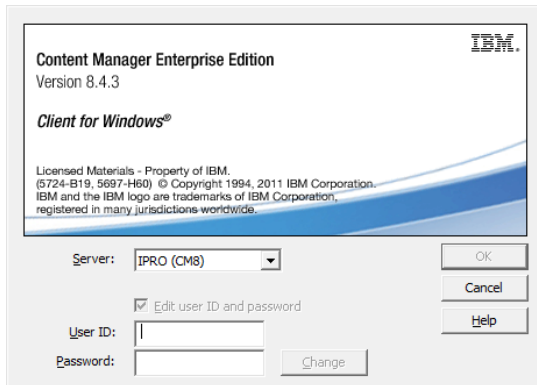 IBM.
Content Manager Enterprise Edition
Version 8.4.3
Client for Windows®
Licensed Materials - Property of IBM.
(5724-B19, 5697-H60) © Copyright 1994, 2011 IBM Corporation.
IBM and the IBM logo are trademarks of IBM Corporation,
registered in many jurisdictions worldwide.
Server: IPRO (CM8) OK
Cancel
Edit user ID and password
Help
User ID:
Password: Change